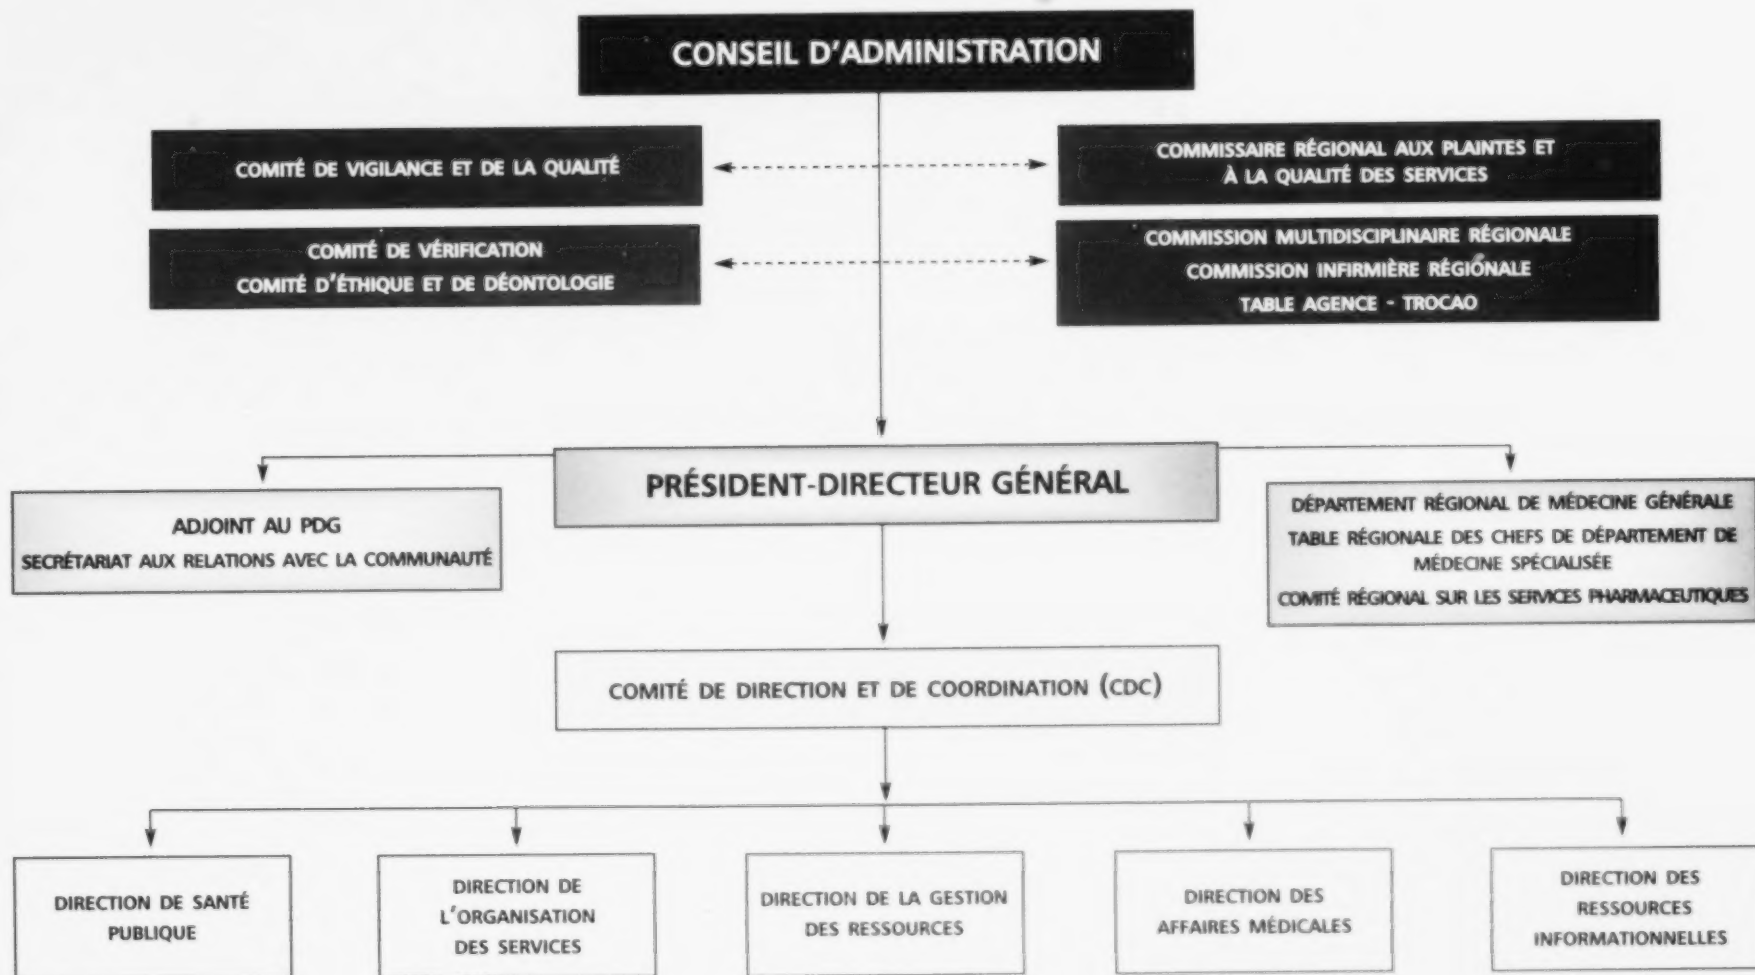 CONSEIL D'ADMINISTRATION
COMITÉ DE VIGILANCE ET DE LA QUALITÉ
COMMISSAIRE RÉGIONAL AUX PLAINTES ET
À LA QUALITÉ DES SERVICES
COMITÉ DE VÉRIFICATION
COMITÉ D'ÉTHIQUE ET DE DÉONTOLOGIE
COMMISSION MULTIDISCIPLINAIRE RÉGIONALE
COMMISSION INFIRMIÈRE RÉGIONALE
TABLE AGENCE - TROCAO
PRÉSIDENT-DIRECTEUR GÉNÉRAL
ADJOINT AU PDG
SECRÉTARIAT AUX RELATIONS AVEC LA COMMUNAUTÉ
DÉPARTEMENT RÉGIONAL DE MÉDECINE GÉNÉRALE
TABLE RÉGIONALE DES CHEFS DE DÉPARTEMENT DE
MÉDECINE SPÉCIALISÉE
COMITÉ RÉGIONAL SUR LES SERVICES PHARMACEUTIQUES
COMITÉ DE DIRECTION ET DE COORDINATION (CDC)
DIRECTION DE SANTÉ
PUBLIQUE
DIRECTION DE
L'ORGANISATION
DES SERVICES
DIRECTION DE LA GESTION
DES RESSOURCES
DIRECTION DES
AFFAIRES MÉDICALES
DIRECTION DES
RESSOURCES
INFORMATIONNELLES